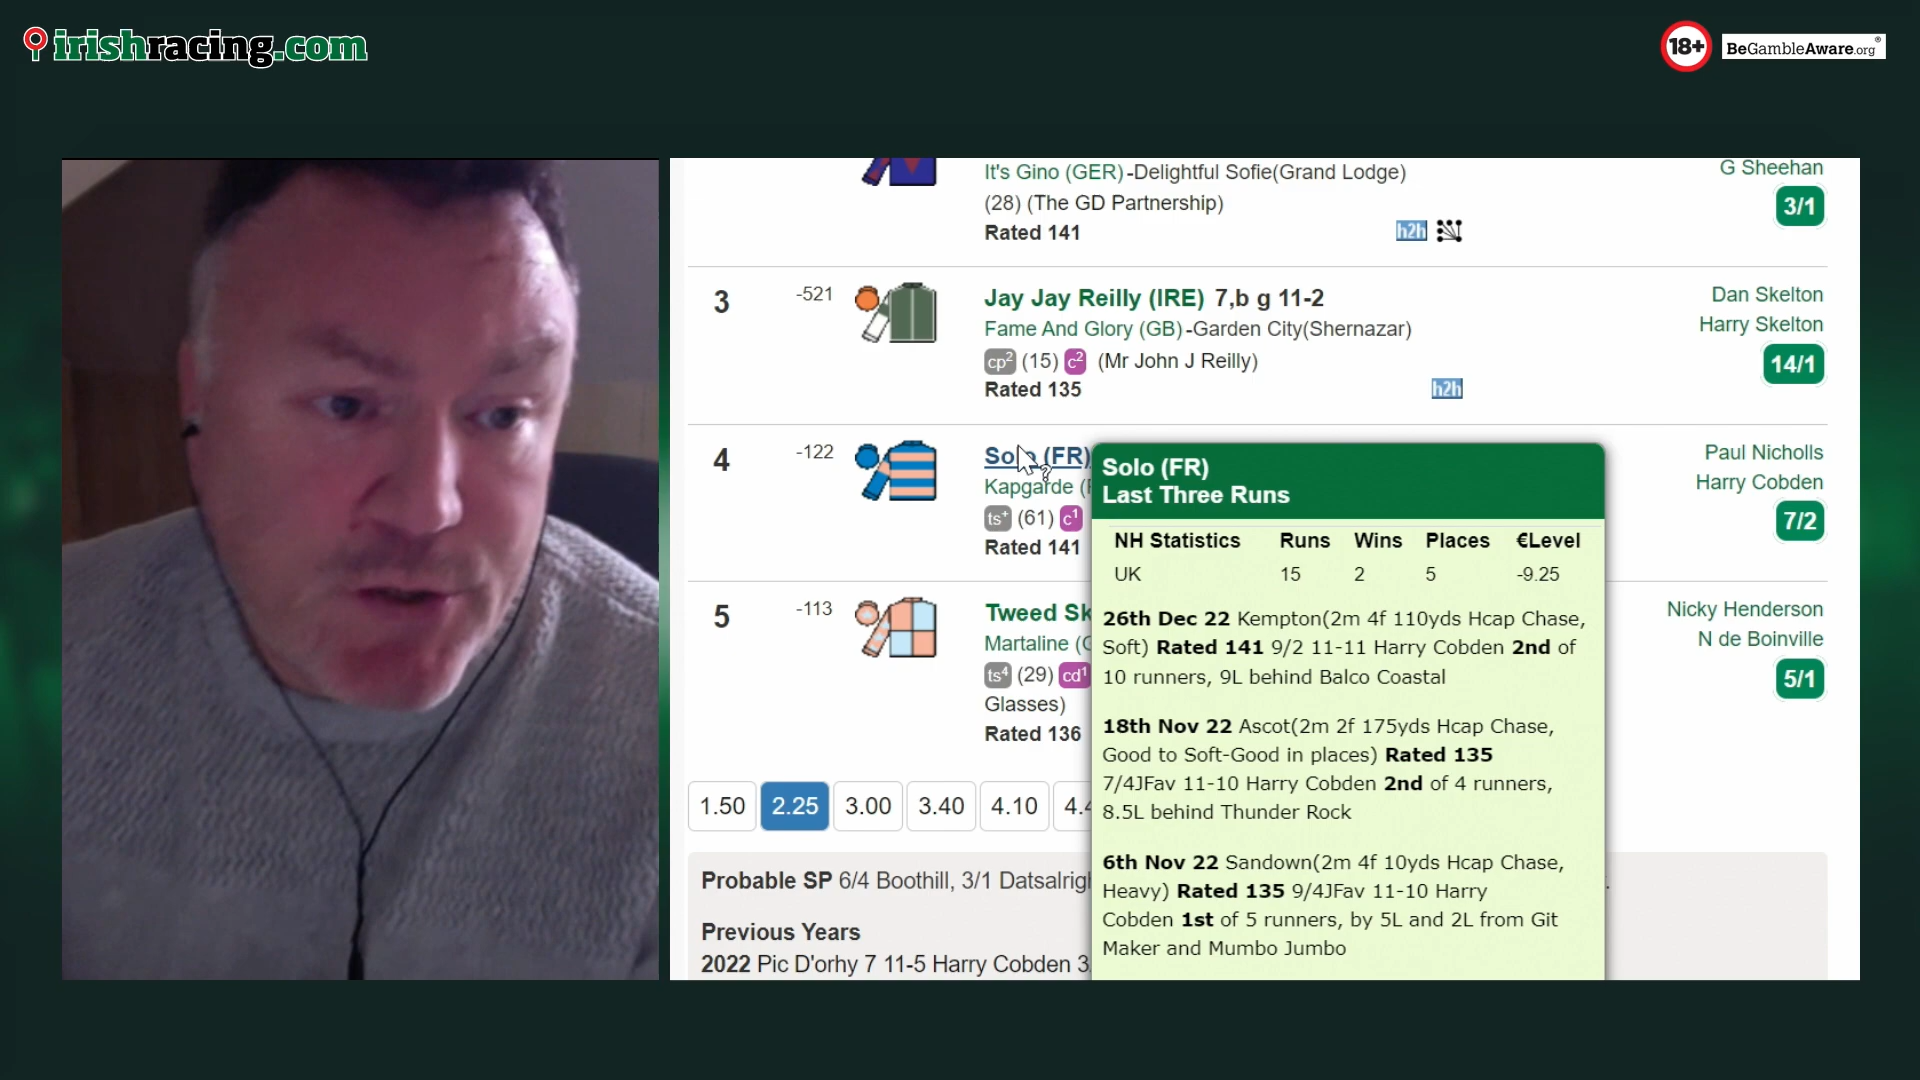 irishracing.com
18+
BeGambleAware.org®
It's Gino (GER)-Delightful Sofie(Grand Lodge)
G Sheehan
(28) (The GD Partnership)
3/1
Rated 141
h2h
3 -521 Jay Jay Reilly (IRE) 7,b g 11-2
Dan Skelton
Fame And Glory (GB)-Garden City(Shernazar)
Harry Skelton
cp2 (15) c2 (Mr John J Reilly)
14/1
Rated 135
h2h
4 -122 Solo (FR)
Paul Nicholls
Kapgarde (
Harry Cobden
ts+ (61) c1
7/2
Rated 141
5 -113 Tweed Sk
Nicky Henderson
Martaline (
N de Boinville
ts4 (29) cd1
5/1
Glasses)
Rated 136
Solo (FR)
Last Three Runs
NH Statistics Runs Wins Places €Level
UK 15 2 5 -9.25
26th Dec 22 Kempton(2m 4f 110yds Hcap Chase,
Soft) Rated 141 9/2 11-11 Harry Cobden 2nd of
10 runners, 9L behind Balco Coastal
18th Nov 22 Ascot(2m 2f 175yds Hcap Chase,
Good to Soft-Good in places) Rated 135
7/4JFav 11-10 Harry Cobden 2nd of 4 runners,
8.5L behind Thunder Rock
6th Nov 22 Sandown(2m 4f 10yds Hcap Chase,
Heavy) Rated 135 9/4JFav 11-10 Harry
Cobden 1st of 5 runners, by 5L and 2L from Git
Maker and Mumbo Jumbo
1.50 2.25 3.00 3.40 4.10 4.4
Probable SP 6/4 Boothill, 3/1 Datsalrigh
Previous Years
2022 Pic D'orhy 7 11-5 Harry Cobden 3